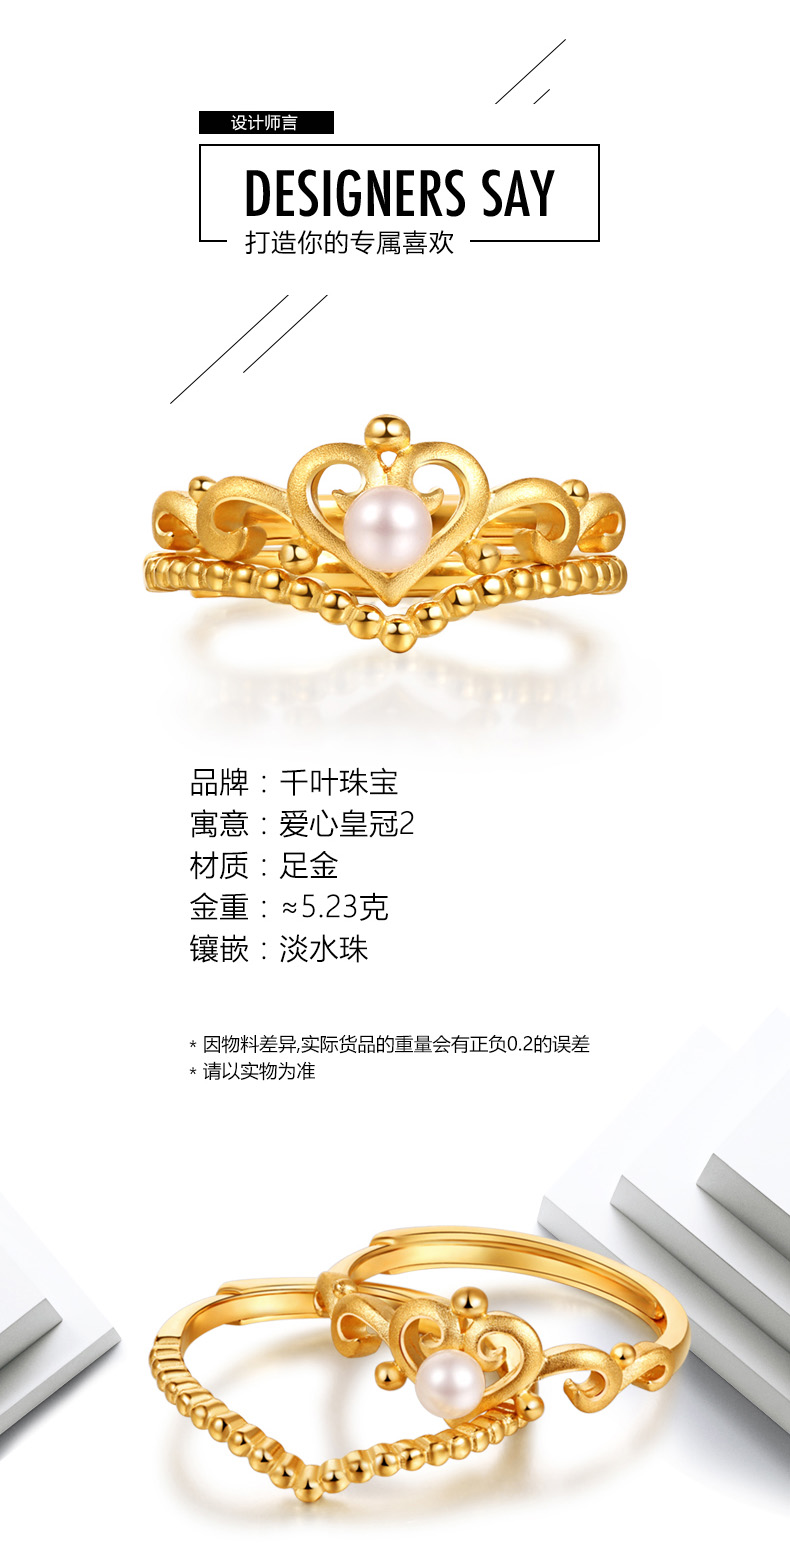 设计师言
DESIGNERS SAY
打造你的专属喜欢
品牌：千叶珠宝
寓意：爱心皇冠2
材质：足金
金重：≈5.23克
镶嵌：淡水珠
* 因物料差异,实际货品的重量会有正负0.2的误差
* 请以实物为准